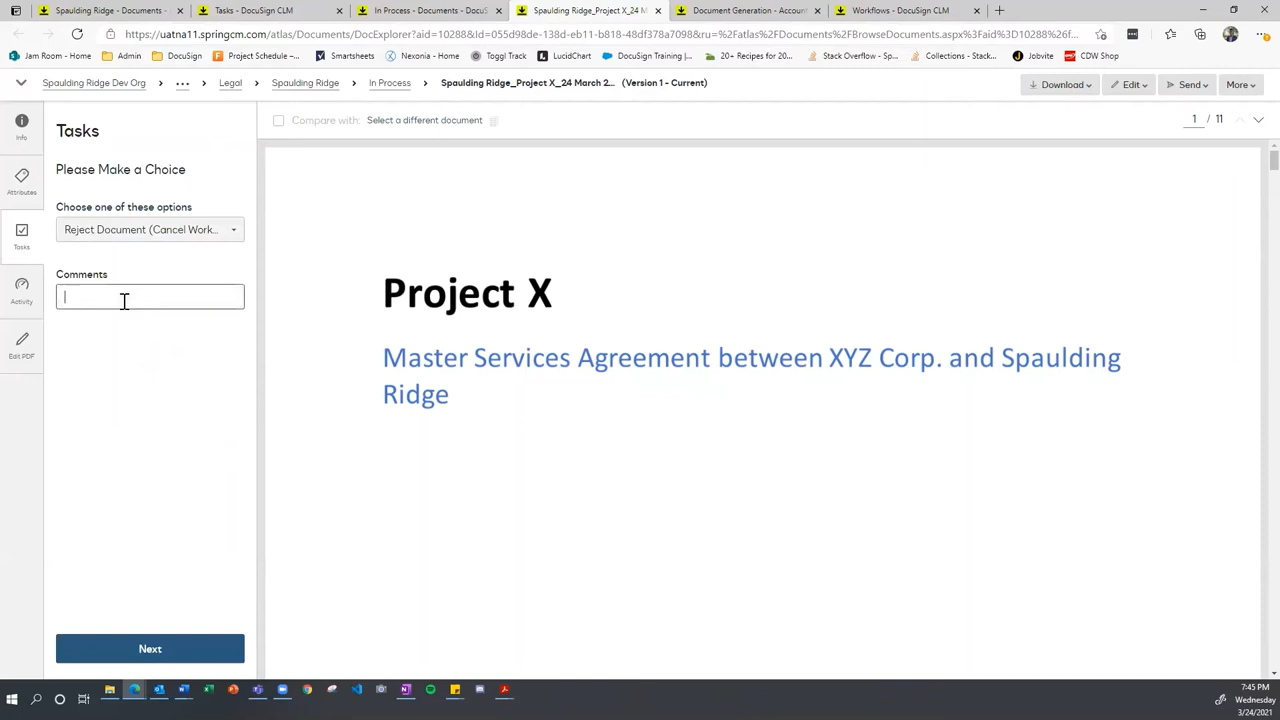 Spaulding Ridge - Documents -
Tasks - DocuSign CLM
In Process - Documents - DocuS
Spaulding Ridge_Project X_24 M
Document Generation - Accoun
Workflows - DocuSign CLM
https://uatna11.springcm.com/atlas/Documents/DocExplorer?aid=10288&Id=055d98de-138d-eb11-b818-48df378a7098&ru=%2Fatlas%2FDocuments%2FBrowseDocuments.aspx%3Faid%3D10288%26f...
Jam Room - Home
Admin
DocuSign
Project Schedule -...
Smartsheets
Nexonia - Home
Toggl Track
LucidChart
DocuSign Training |...
20+ Recipes for 20...
Stack Overflow - Sp...
Collections - Stack...
Jobvite
CDW Shop
Spaulding Ridge Dev Org > ... > Legal > Spaulding Ridge > In Process > Spaulding Ridge_Project X_24 March 2... (Version 1 - Current)
Download
Edit
Send
More
Info
Attributes
Tasks
Activity
Edit PDF
Tasks
Please Make a Choice
Choose one of these options
Reject Document (Cancel Work...
Comments
Next
Compare with: Select a different document
1 / 11
Project X
Master Services Agreement between XYZ Corp. and Spaulding
Ridge
7:45 PM
Wednesday
3/24/2021